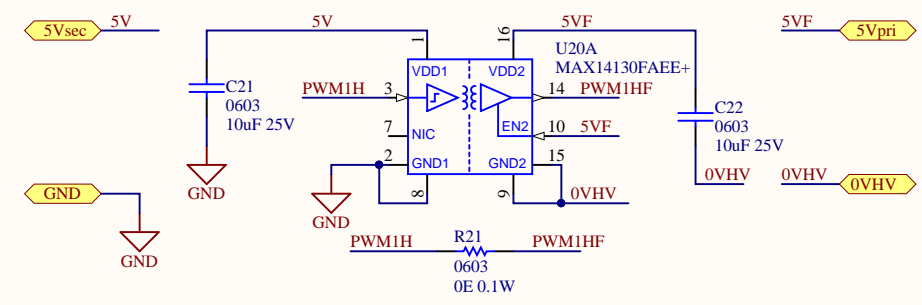 5Vsec 5V 5V 5VF 5VF 5Vpri
1 16 U20A
VDD1 VDD2 MAX14130FAEE+
C21 PWM1H 3 14 PWM1HF
0603 C22
10uF 25V 7 NIC EN2 10 5VF 0603
10uF 25V
2 GND1 GND2 15
GND 8 9 0VHV 0VHV 0VHV 0VHV
GND GND
GND
PWM1H R21 PWM1HF
0603
0E 0.1W